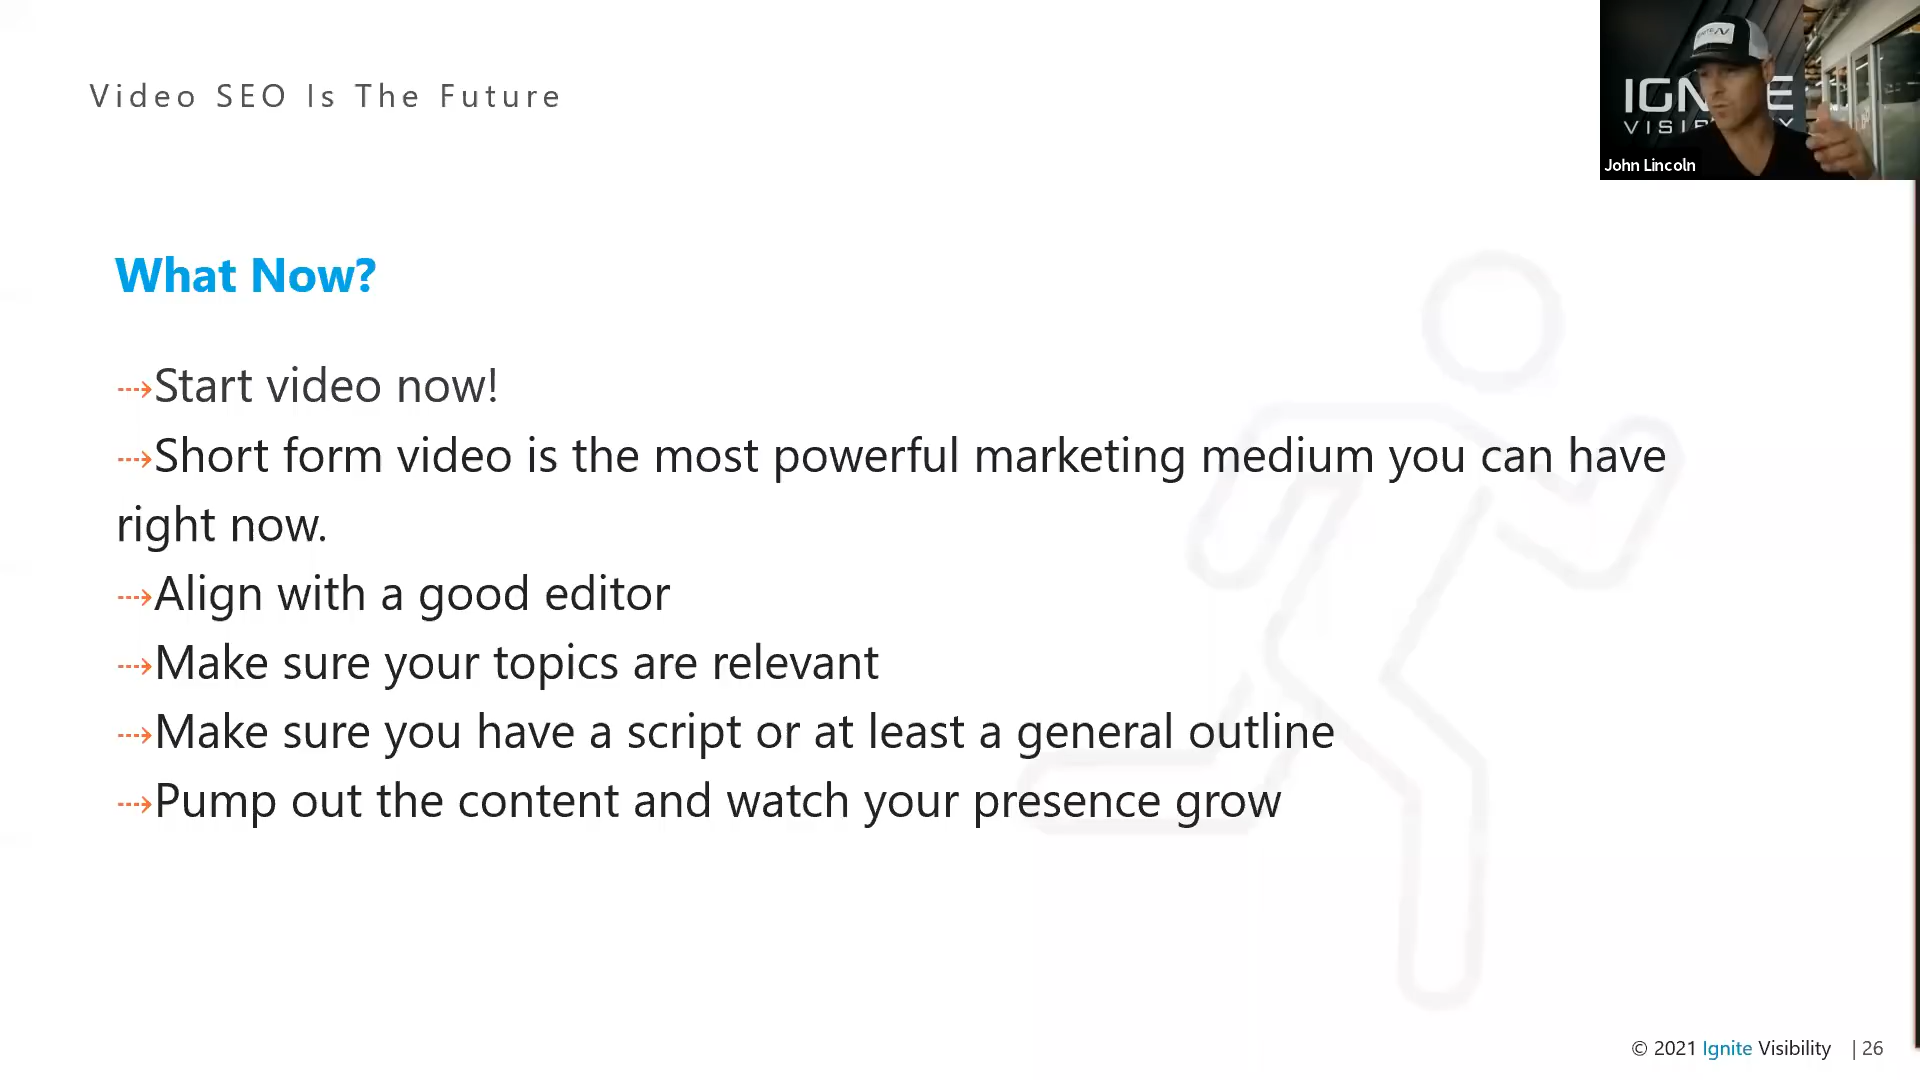 Video SEO Is The Future
IGN E
John Lincoln
What Now?
⤍Start video now!
⤍Short form video is the most powerful marketing medium you can have
right now.
⤍Align with a good editor
⤍Make sure your topics are relevant
⤍Make sure you have a script or at least a general outline
⤍Pump out the content and watch your presence grow
© 2021 Ignite Visibility | 26